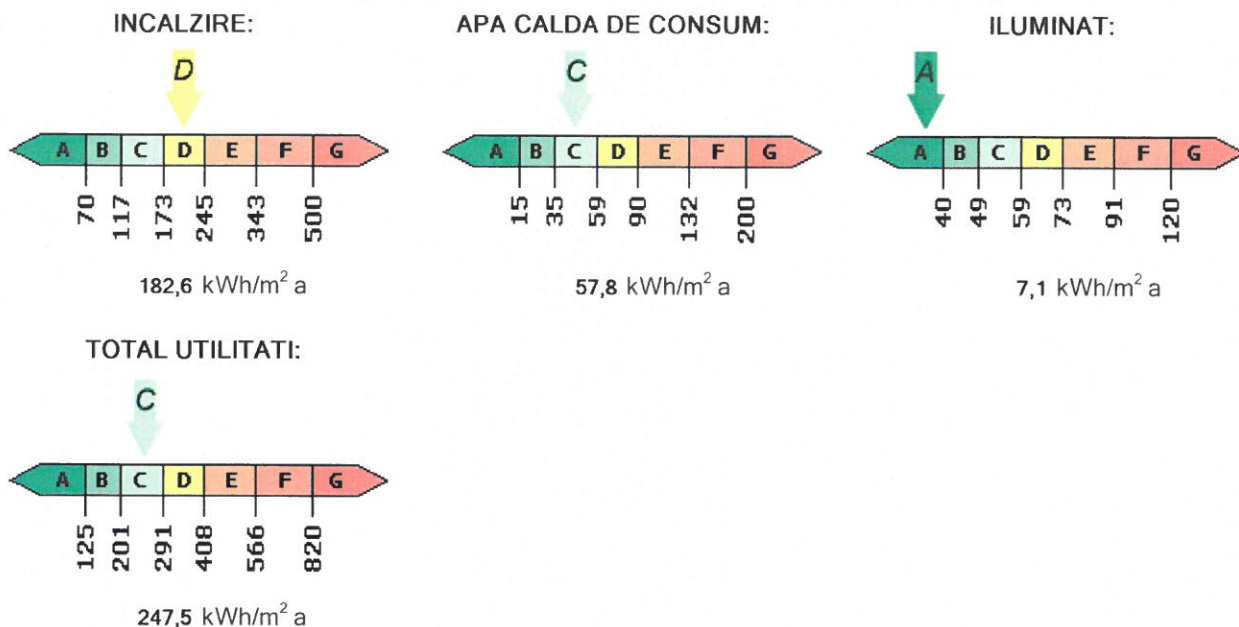 INCALZIRE:
D
A B C D E F G
70 117 173 245 343 500
182,6 kWh/m² a
APA CALDA DE CONSUM:
C
A B C D E F G
15 35 59 90 132 200
57,8 kWh/m² a
ILUMINAT:
A
A B C D E F G
40 49 59 73 91 120
7,1 kWh/m² a
TOTAL UTILITATI:
C
A B C D E F G
125 201 291 408 566 820
247,5 kWh/m² a